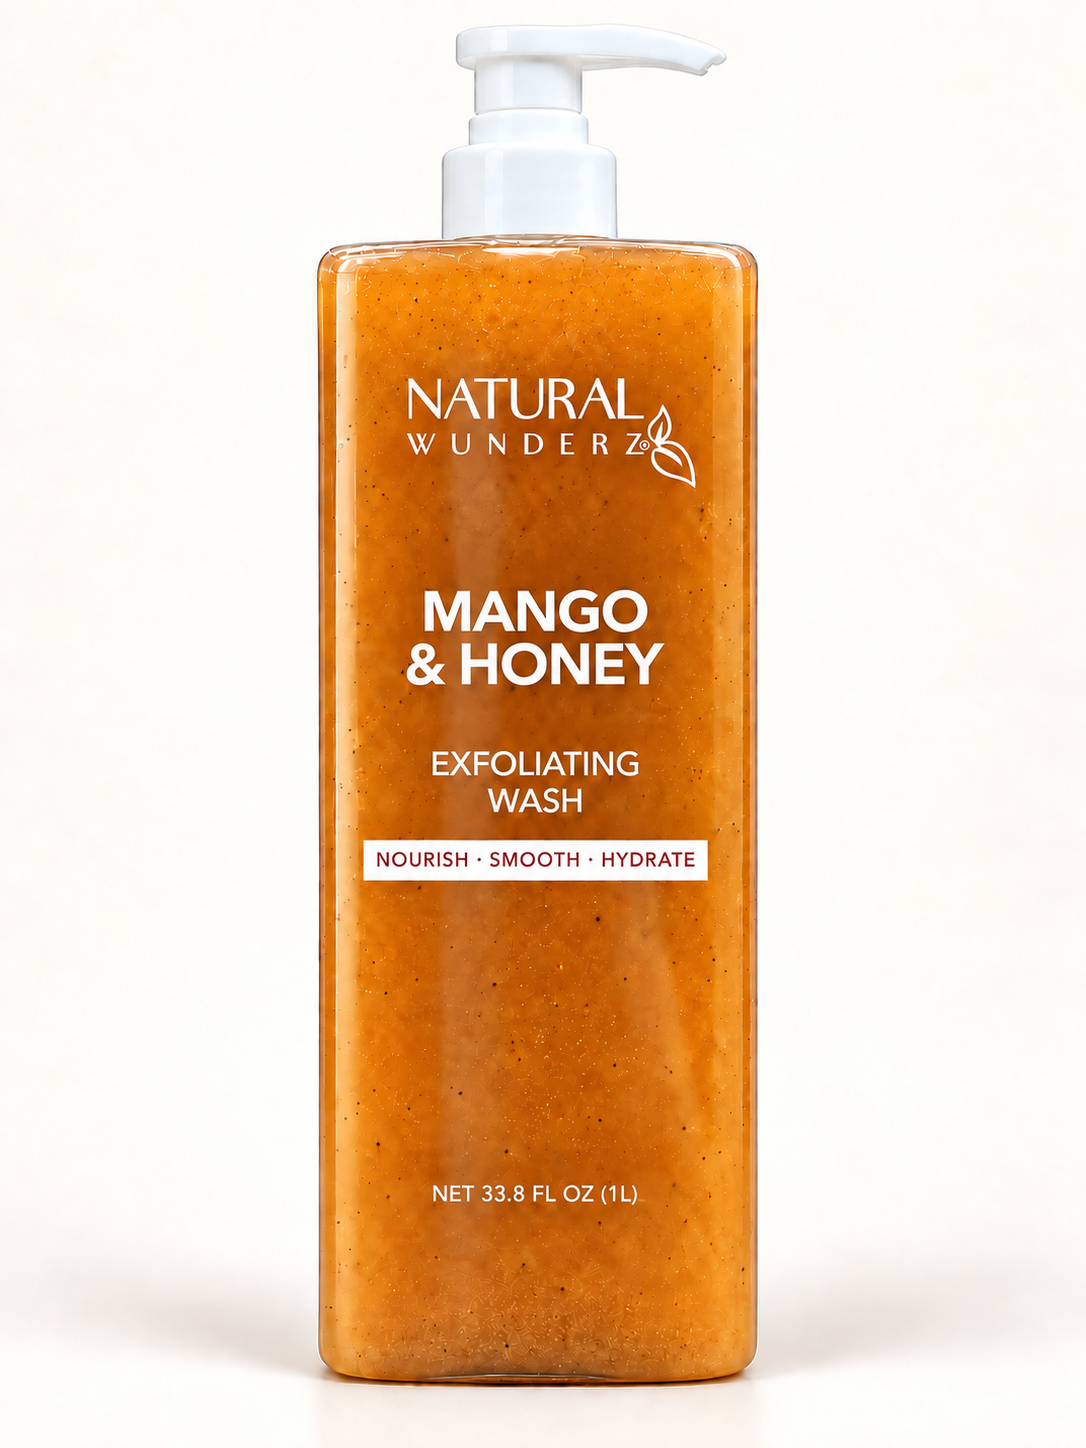 NATURAL
WUNDERZ®
MANGO
& HONEY
EXFOLIATING
WASH
NOURISH · SMOOTH · HYDRATE
NET 33.8 FL OZ (1L)